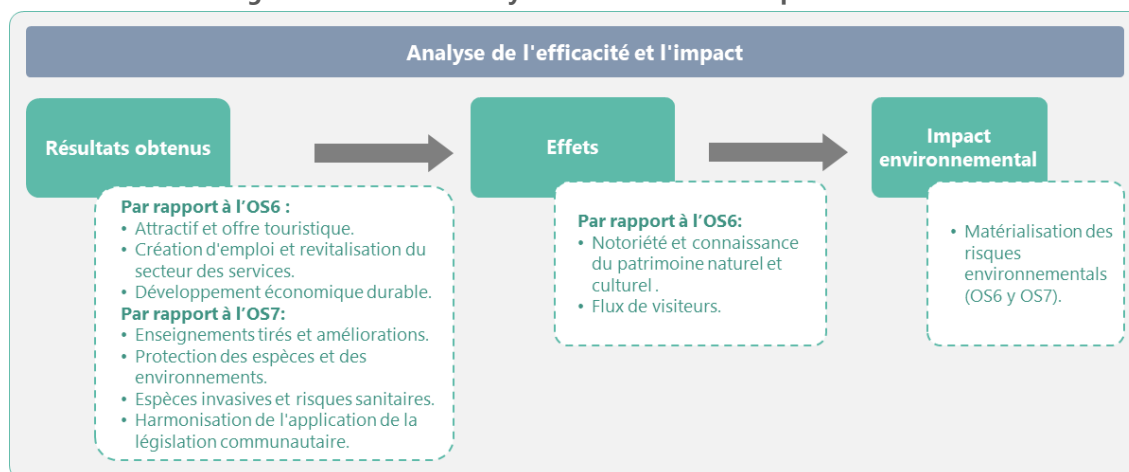 Analyse de l'efficacité et l'impact
Résultats obtenus
Par rapport à l'OS6 :
• Attractif et offre touristique.
• Création d'emploi et revitalisation du
secteur des services.
• Développement économique durable.
Par rapport à l'OS7:
• Enseignements tirés et améliorations.
• Protection des espèces et des
environnements.
• Espèces invasives et risques sanitaires.
• Harmonisation de l'application de la
législation communautaire.
Effets
Par rapport à l'OS6:
• Notoriété et connaissance
du patrimoine naturel et
culturel .
• Flux de visiteurs.
Impact
environnemental
• Matérialisation des
risques
environnementals
(OS6 y OS7).